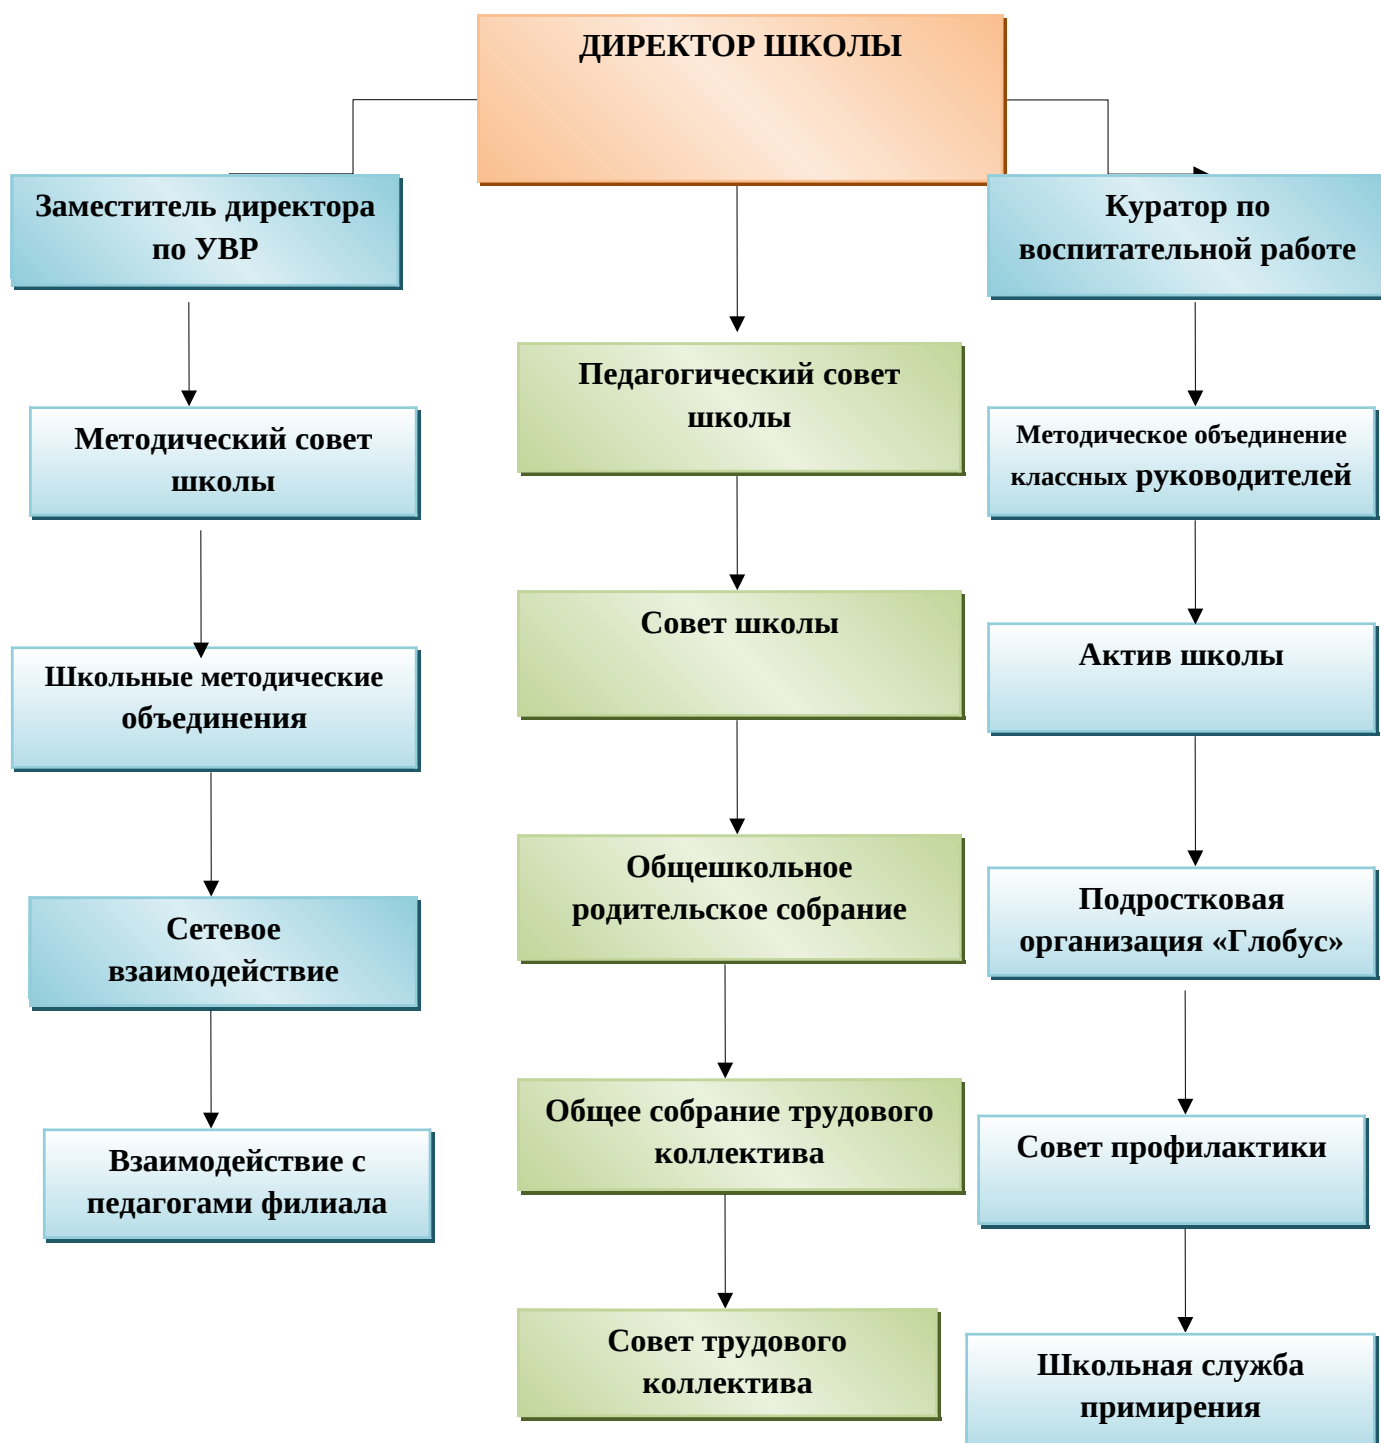 ДИРЕКТОР ШКОЛЫ
Заместитель директора
по УВР
Методический совет
школы
Школьные методические
объединения
Сетевое
взаимодействие
Взаимодействие с
педагогами филиала
Педагогический совет
школы
Совет школы
Общешкольное
родительское собрание
Общее собрание трудового
коллектива
Совет трудового
коллектива
Куратор по
воспитательной работе
Методическое объединение
классных руководителей
Актив школы
Подростковая
организация «Глобус»
Совет профилактики
Школьная служба
примирения